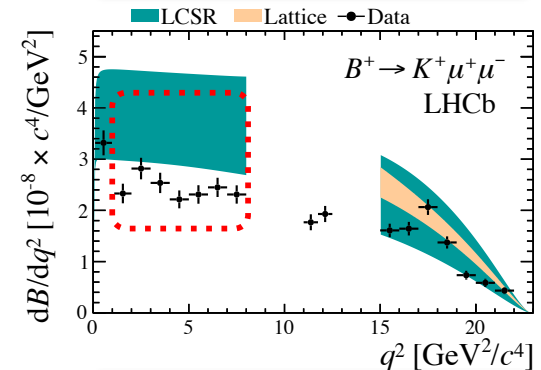 LCSR Lattice Data
B⁺→ K⁺μ⁺μ⁻
LHCb
dB/dq² [10⁻⁸ × c⁴/GeV²]
5
4
3
2
1
0
0 5 10 15 20
q² [GeV²/c⁴]